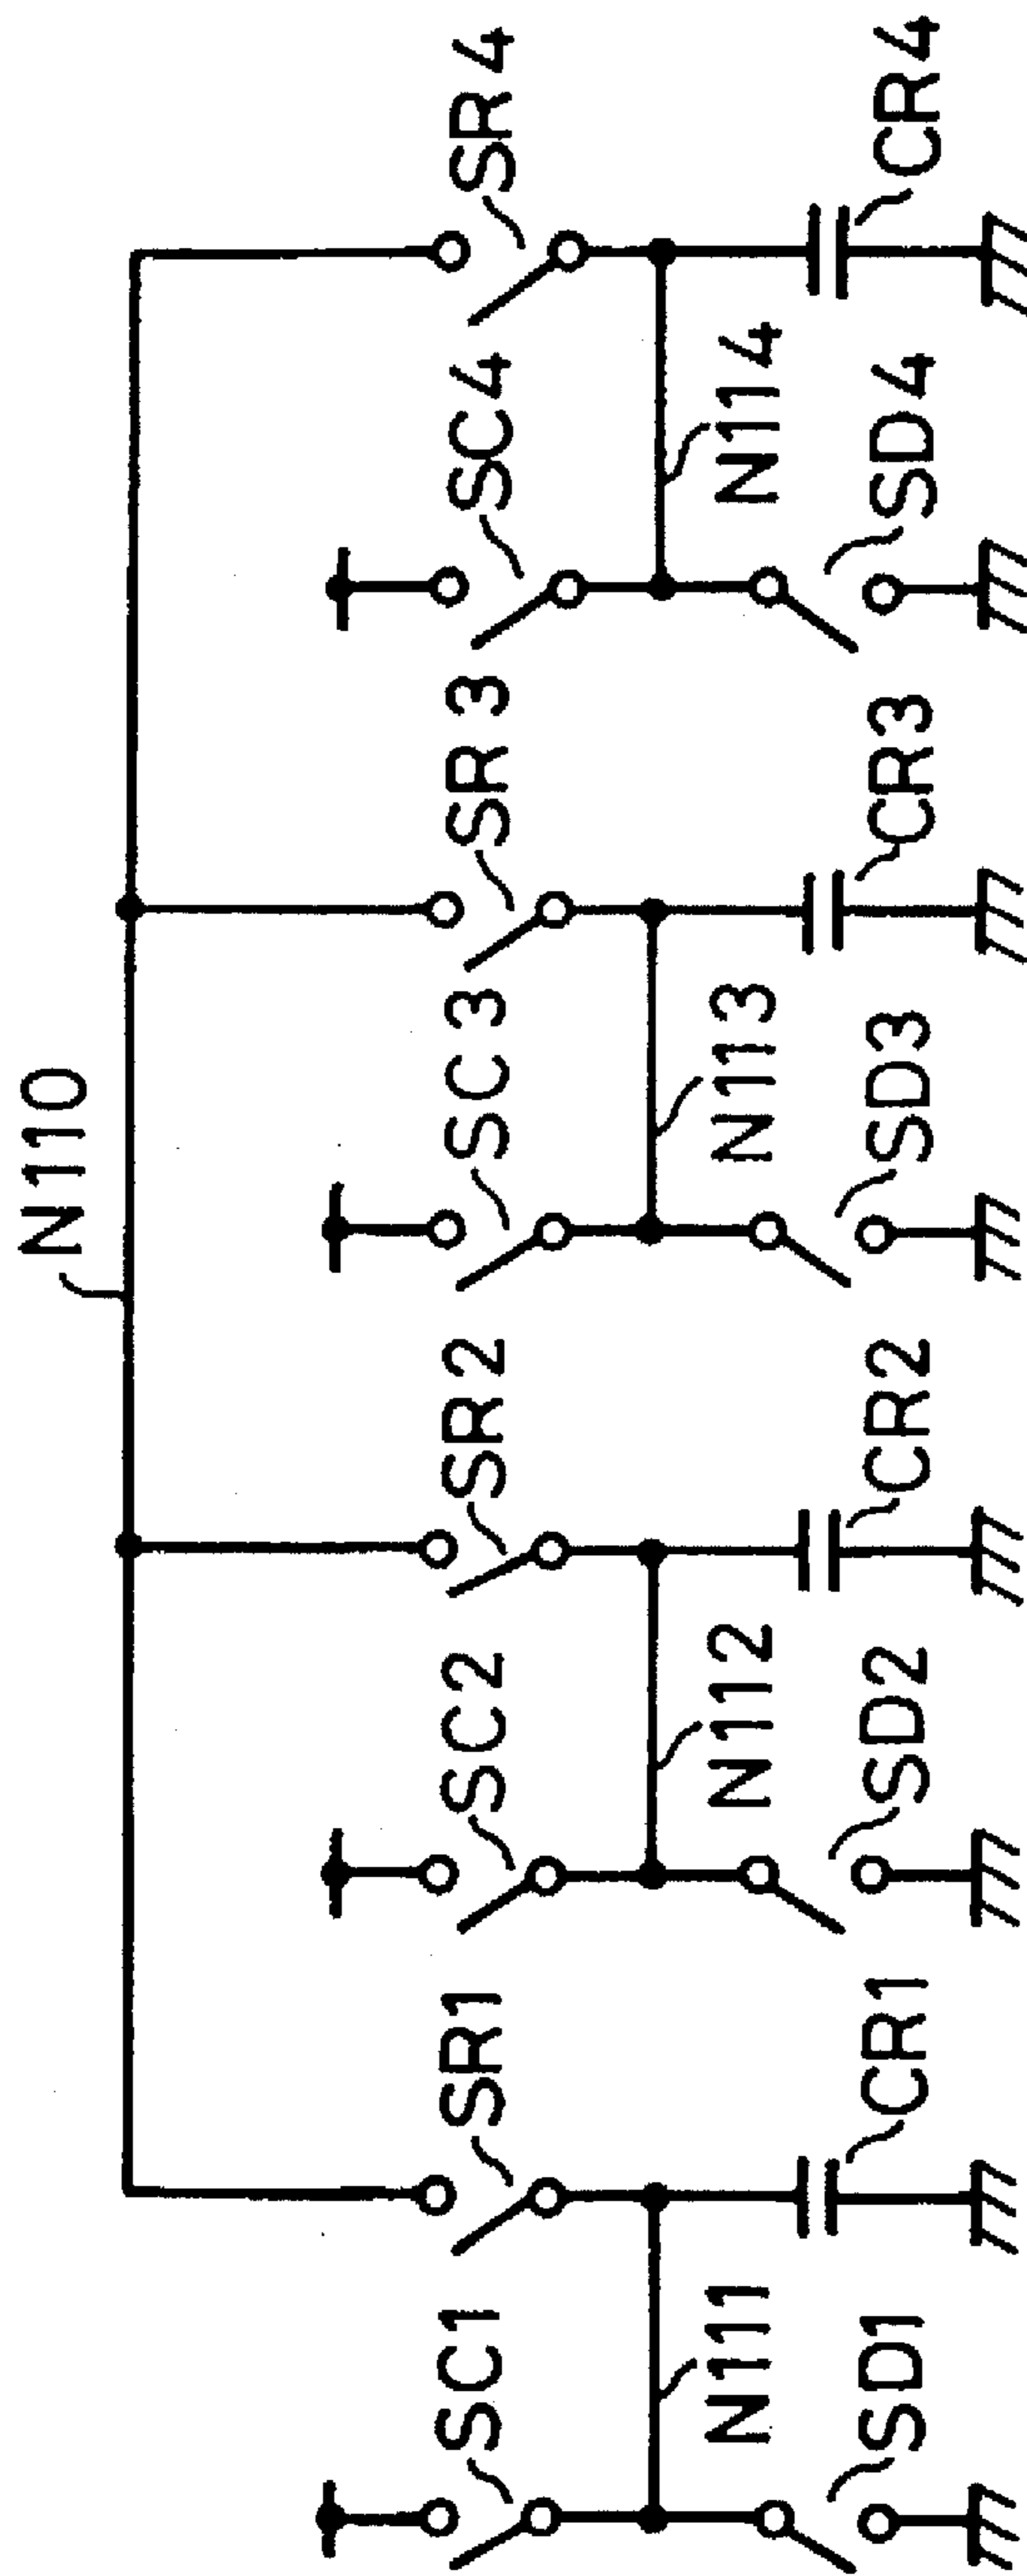 N110
SC1
SR1
SC2
SR2
SC3
SR3
SC4
SR4
N111
N112
N113
N114
SD1
CR1
SD2
CR2
SD3
CR3
SD4
CR4